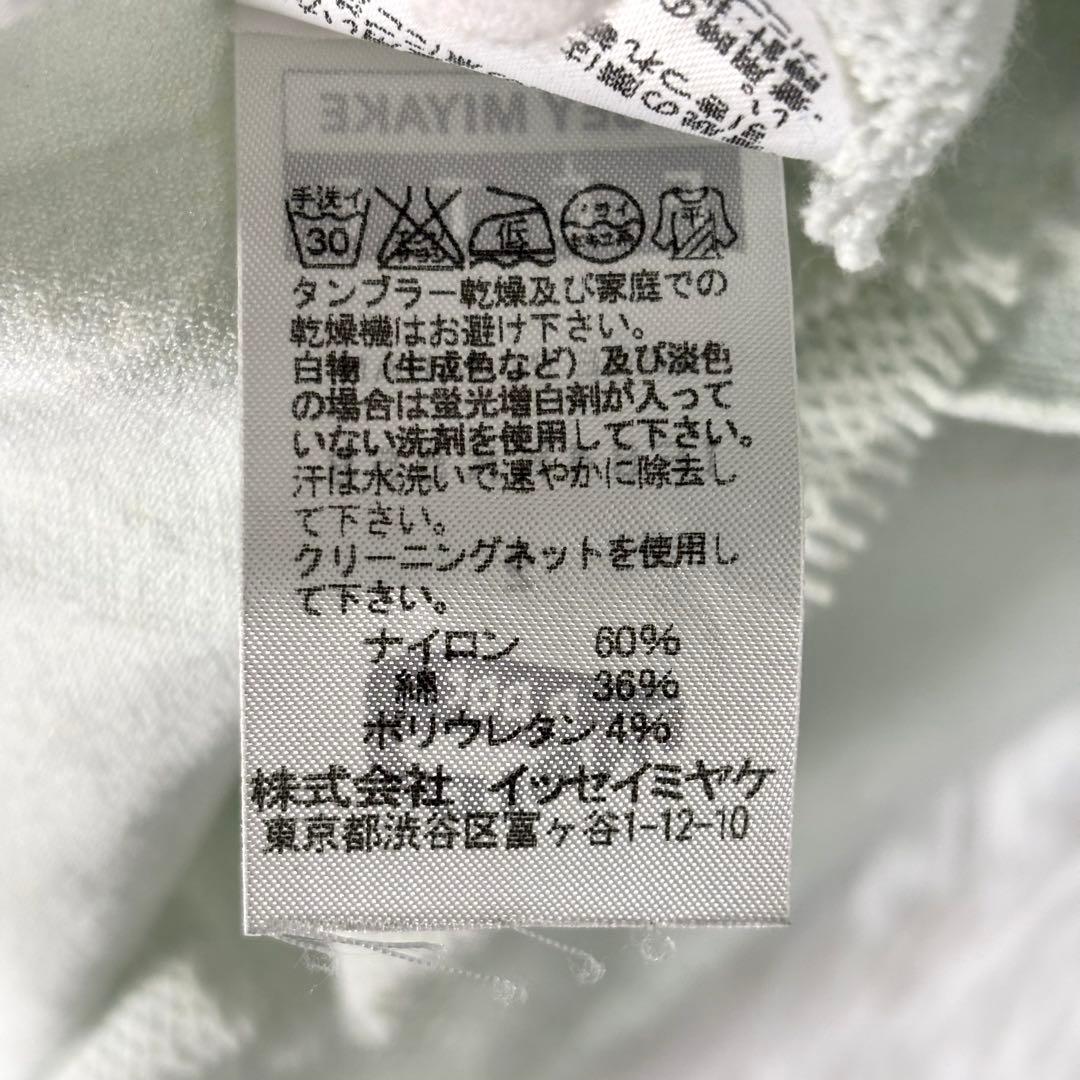 手洗イ
30
低
ドライ
平
タンブラー乾燥及び家庭での
乾燥機はお避け下さい。
白物（生成色など）及び淡色
の場合は蛍光増白剤が入って
いない洗剤を使用して下さい。
汗は水洗いで速やかに除去し
て下さい。
クリーニングネットを使用し
て下さい。
ナイロン 60%
綿 36%
ポリウレタン 4%
株式会社 イッセイミヤケ
東京都渋谷区富ヶ谷1-12-10